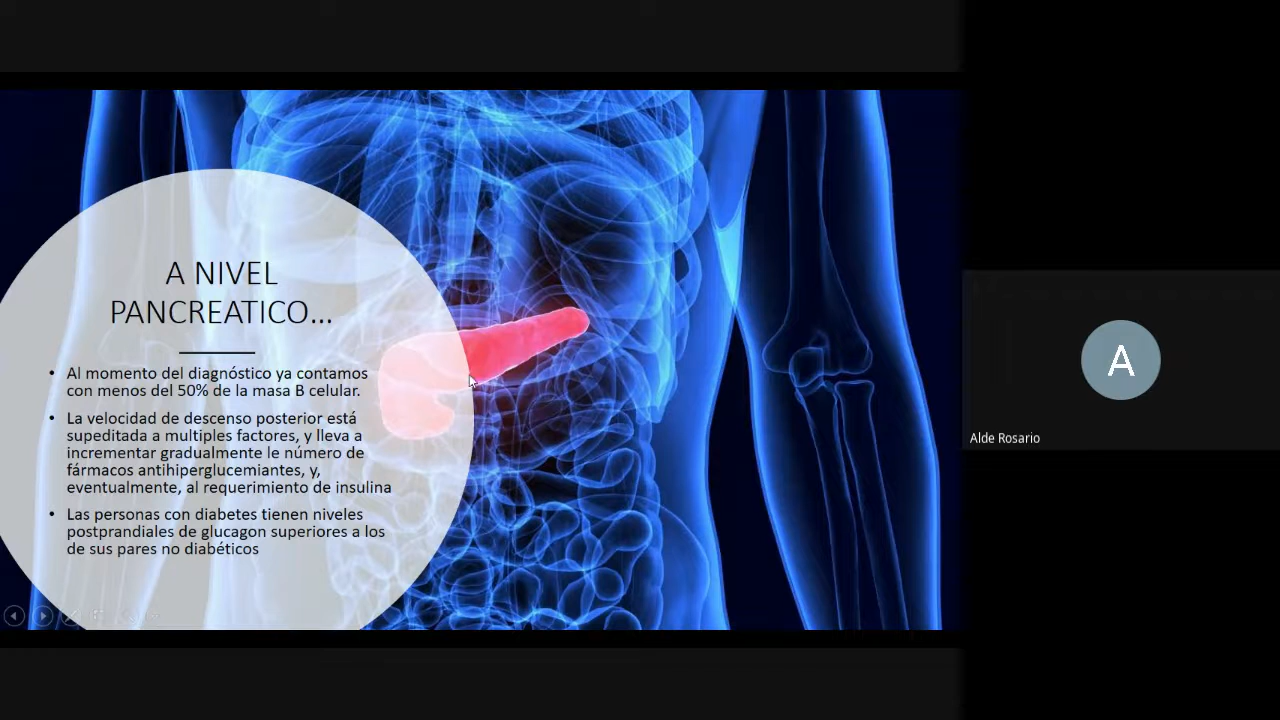 A NIVEL
PANCREATICO...
• Al momento del diagnóstico ya contamos
con menos del 50% de la masa B celular.
• La velocidad de descenso posterior está
supeditada a multiples factores, y lleva a
incrementar gradualmente le número de
fármacos antihiperglucemiantes, y,
eventualmente, al requerimiento de insulina
• Las personas con diabetes tienen niveles
postprandiales de glucagon superiores a los
de sus pares no diabéticos
A
Alde Rosario